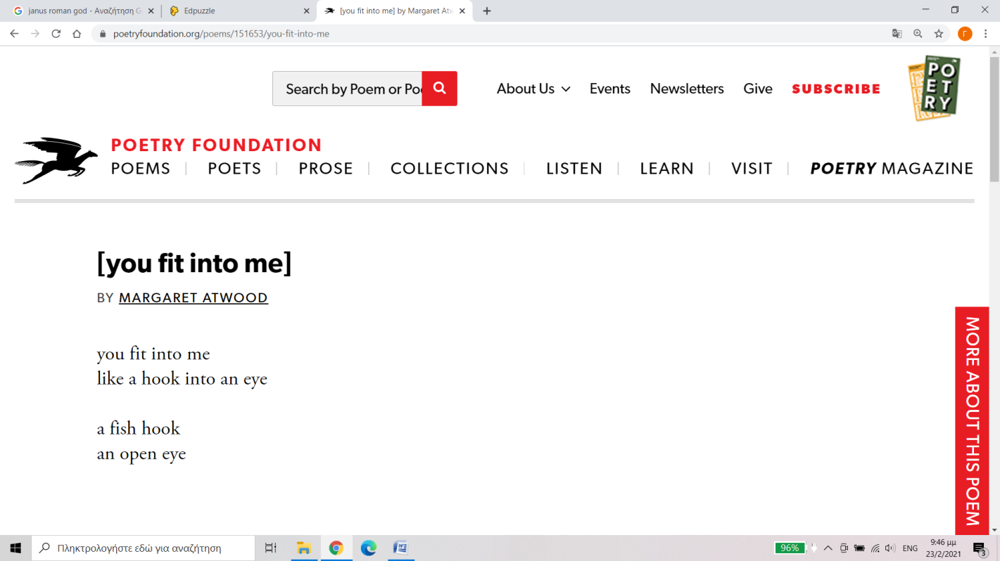 janus roman god - Αναζήτηση G
Edpuzzle
[you fit into me] by Margaret Atw
poetryfoundation.org/poems/151653/you-fit-into-me
Γ
Search by Poem or Poe
About Us
Events
Newsletters
Give
SUBSCRIBE
POETRY
POETRY FOUNDATION
POEMS
POETS
PROSE
COLLECTIONS
LISTEN
LEARN
VISIT
POETRY MAGAZINE
[you fit into me]
BY MARGARET ATWOOD
you fit into me
like a hook into an eye
a fish hook
an open eye
MORE ABOUT THIS POEM
Πληκτρολογήστε εδώ για αναζήτηση
96%
ENG
9:46 μμ
23/2/2021
3